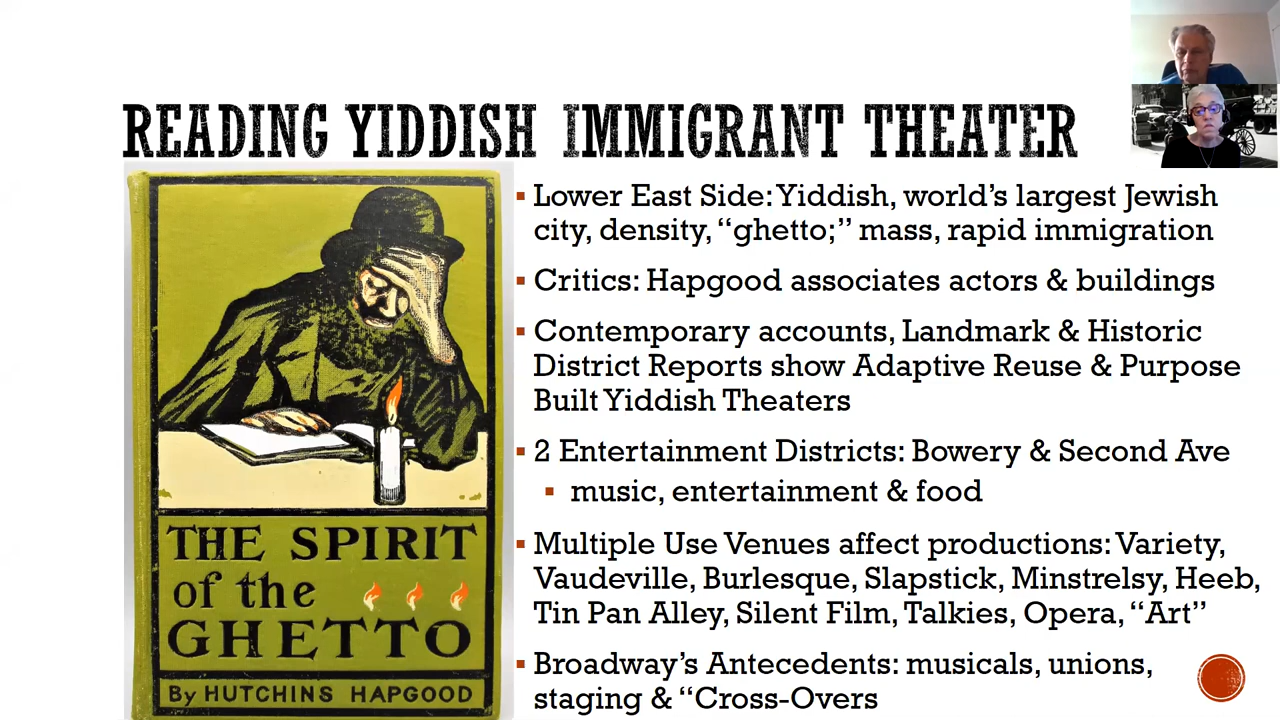 READING YIDDISH IMMIGRANT THEATER
THE SPIRIT
of the
GHETTO
By HUTCHINS HAPGOOD
Lower East Side: Yiddish, world's largest Jewish
city, density, “ghetto;” mass, rapid immigration
Critics: Hapgood associates actors & buildings
Contemporary accounts, Landmark & Historic
District Reports show Adaptive Reuse & Purpose
Built Yiddish Theaters
2 Entertainment Districts: Bowery & Second Ave
music, entertainment & food
Multiple Use Venues affect productions: Variety,
Vaudeville, Burlesque, Slapstick, Minstrelsy, Heeb,
Tin Pan Alley, Silent Film, Talkies, Opera, “Art”
Broadway's Antecedents: musicals, unions,
staging & “Cross-Overs